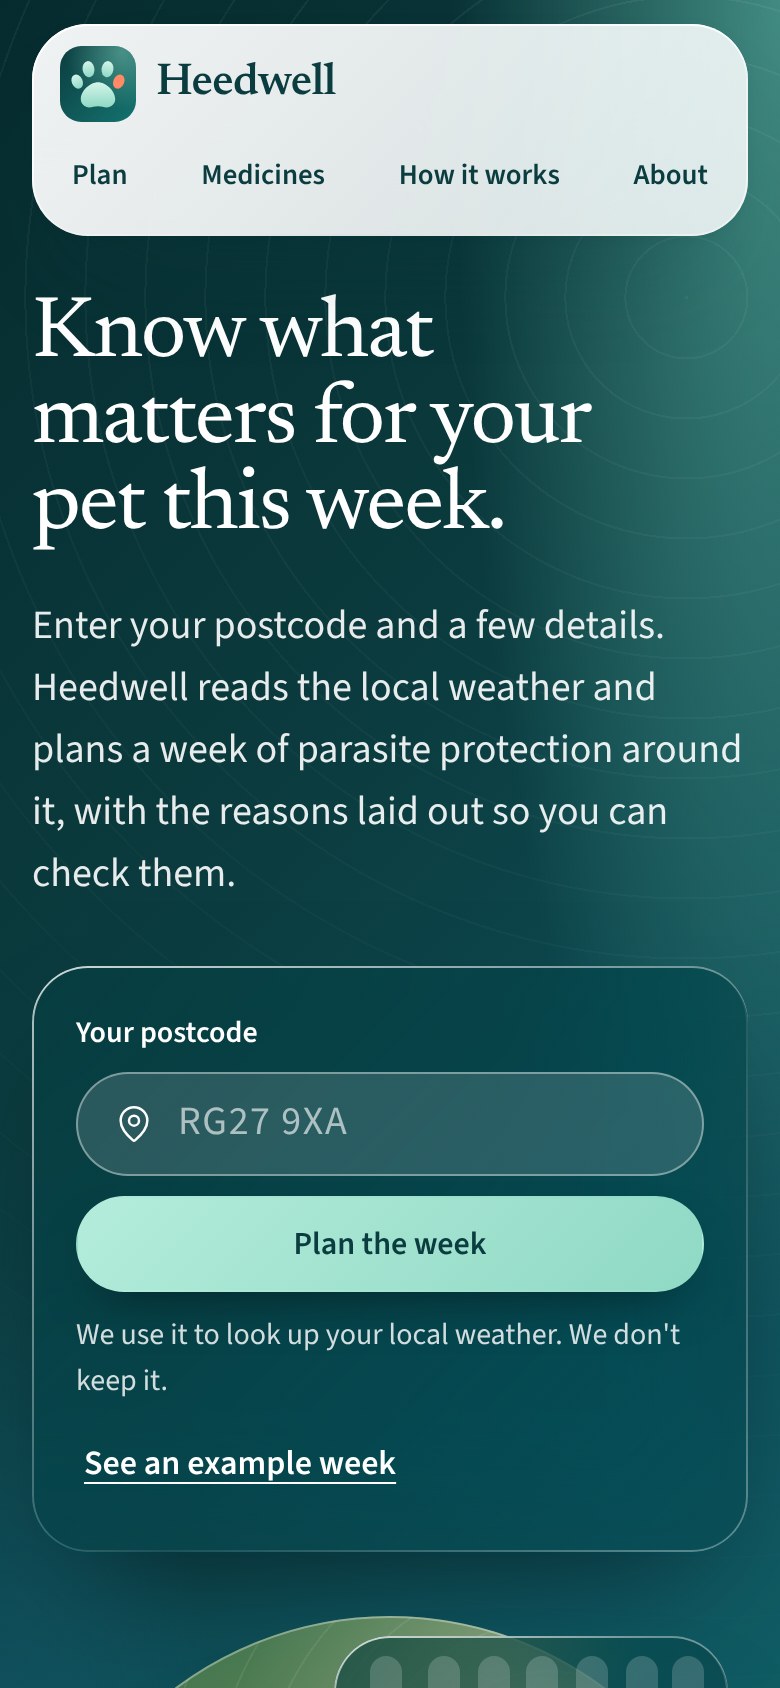 Heedwell
Plan Medicines How it works About
Know what
matters for your
pet this week.
Enter your postcode and a few details.
Heedwell reads the local weather and
plans a week of parasite protection around
it, with the reasons laid out so you can
check them.
Your postcode
RG27 9XA
Plan the week
We use it to look up your local weather. We don't
keep it.
See an example week